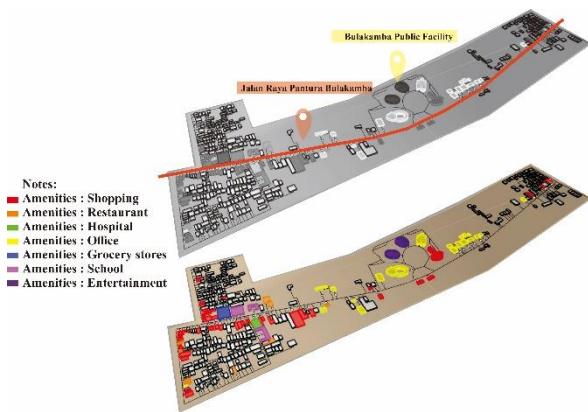 Bulakamba Public Facility
Jalan Raya Pantura Bulakamba
Notes:
Amenities : Shopping
Amenities : Restaurant
Amenities : Hospital
Amenities : Office
Amenities : Grocery stores
Amenities : School
Amenities : Entertainment